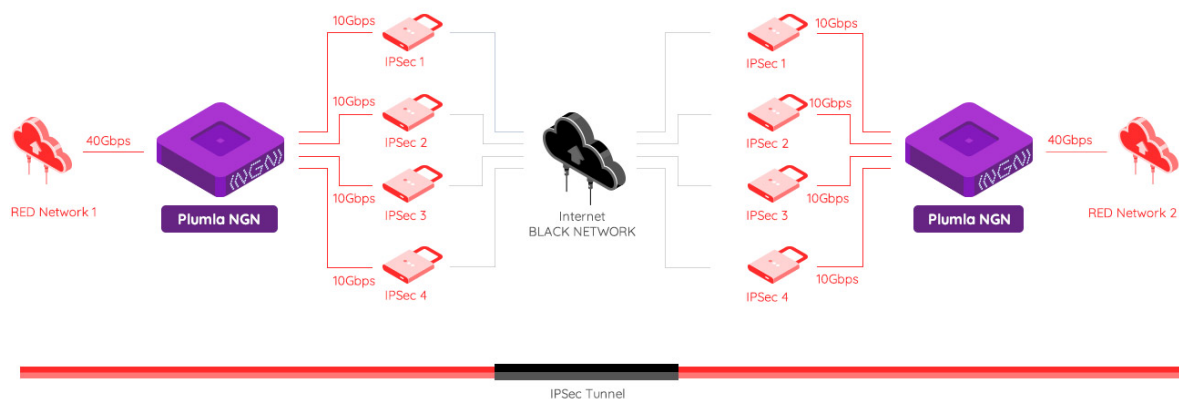 10Gbps
IPSec 1
10Gbps
IPSec 2
10Gbps
IPSec 3
10Gbps
IPSec 4
40Gbps
RED Network 1
(NGN)
Plumla NGN
Internet
BLACK NETWORK
10Gbps
IPSec 1
10Gbps
IPSec 2
10Gbps
IPSec 3
10Gbps
IPSec 4
(NGN)
Plumla NGN
40Gbps
RED Network 2
IPSec Tunnel